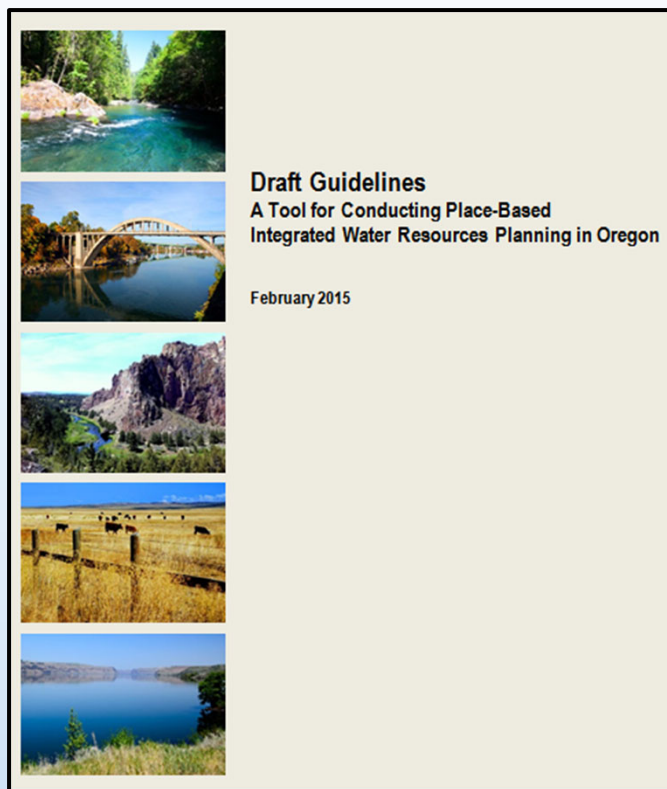 Draft Guidelines
A Tool for Conducting Place-Based
Integrated Water Resources Planning in Oregon
February 2015